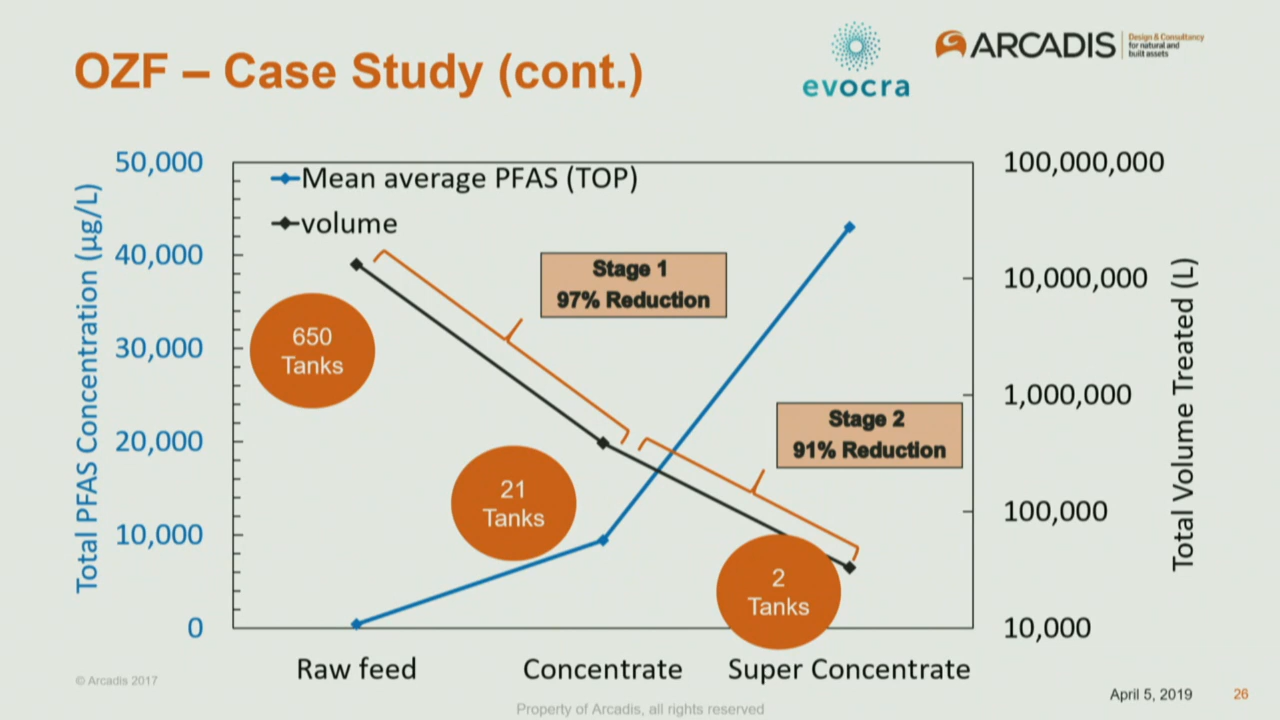 OZF – Case Study (cont.)
evocra
ARCADIS
Design & Consultancy
for natural and
built assets
Total PFAS Concentration (µg/L)
50,000
40,000
30,000
20,000
10,000
0
Mean average PFAS (TOP)
volume
Stage 1
97% Reduction
650
Tanks
Stage 2
91% Reduction
21
Tanks
2
Tanks
100,000,000
10,000,000
1,000,000
100,000
10,000
Total Volume Treated (L)
Raw feed
Concentrate
Super Concentrate
© Arcadis 2017
Property of Arcadis, all rights reserved
April 5, 2019
26